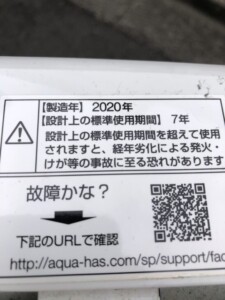 【製造年】2020年
【設計上の標準使用期間】7年
設計上の標準使用期間を超えて使用
されますと、経年劣化による発火・
けが等の事故に至る恐れがあります
故障かな?
下記のURLで確認
http://aqua-has.com/sp/support/faq